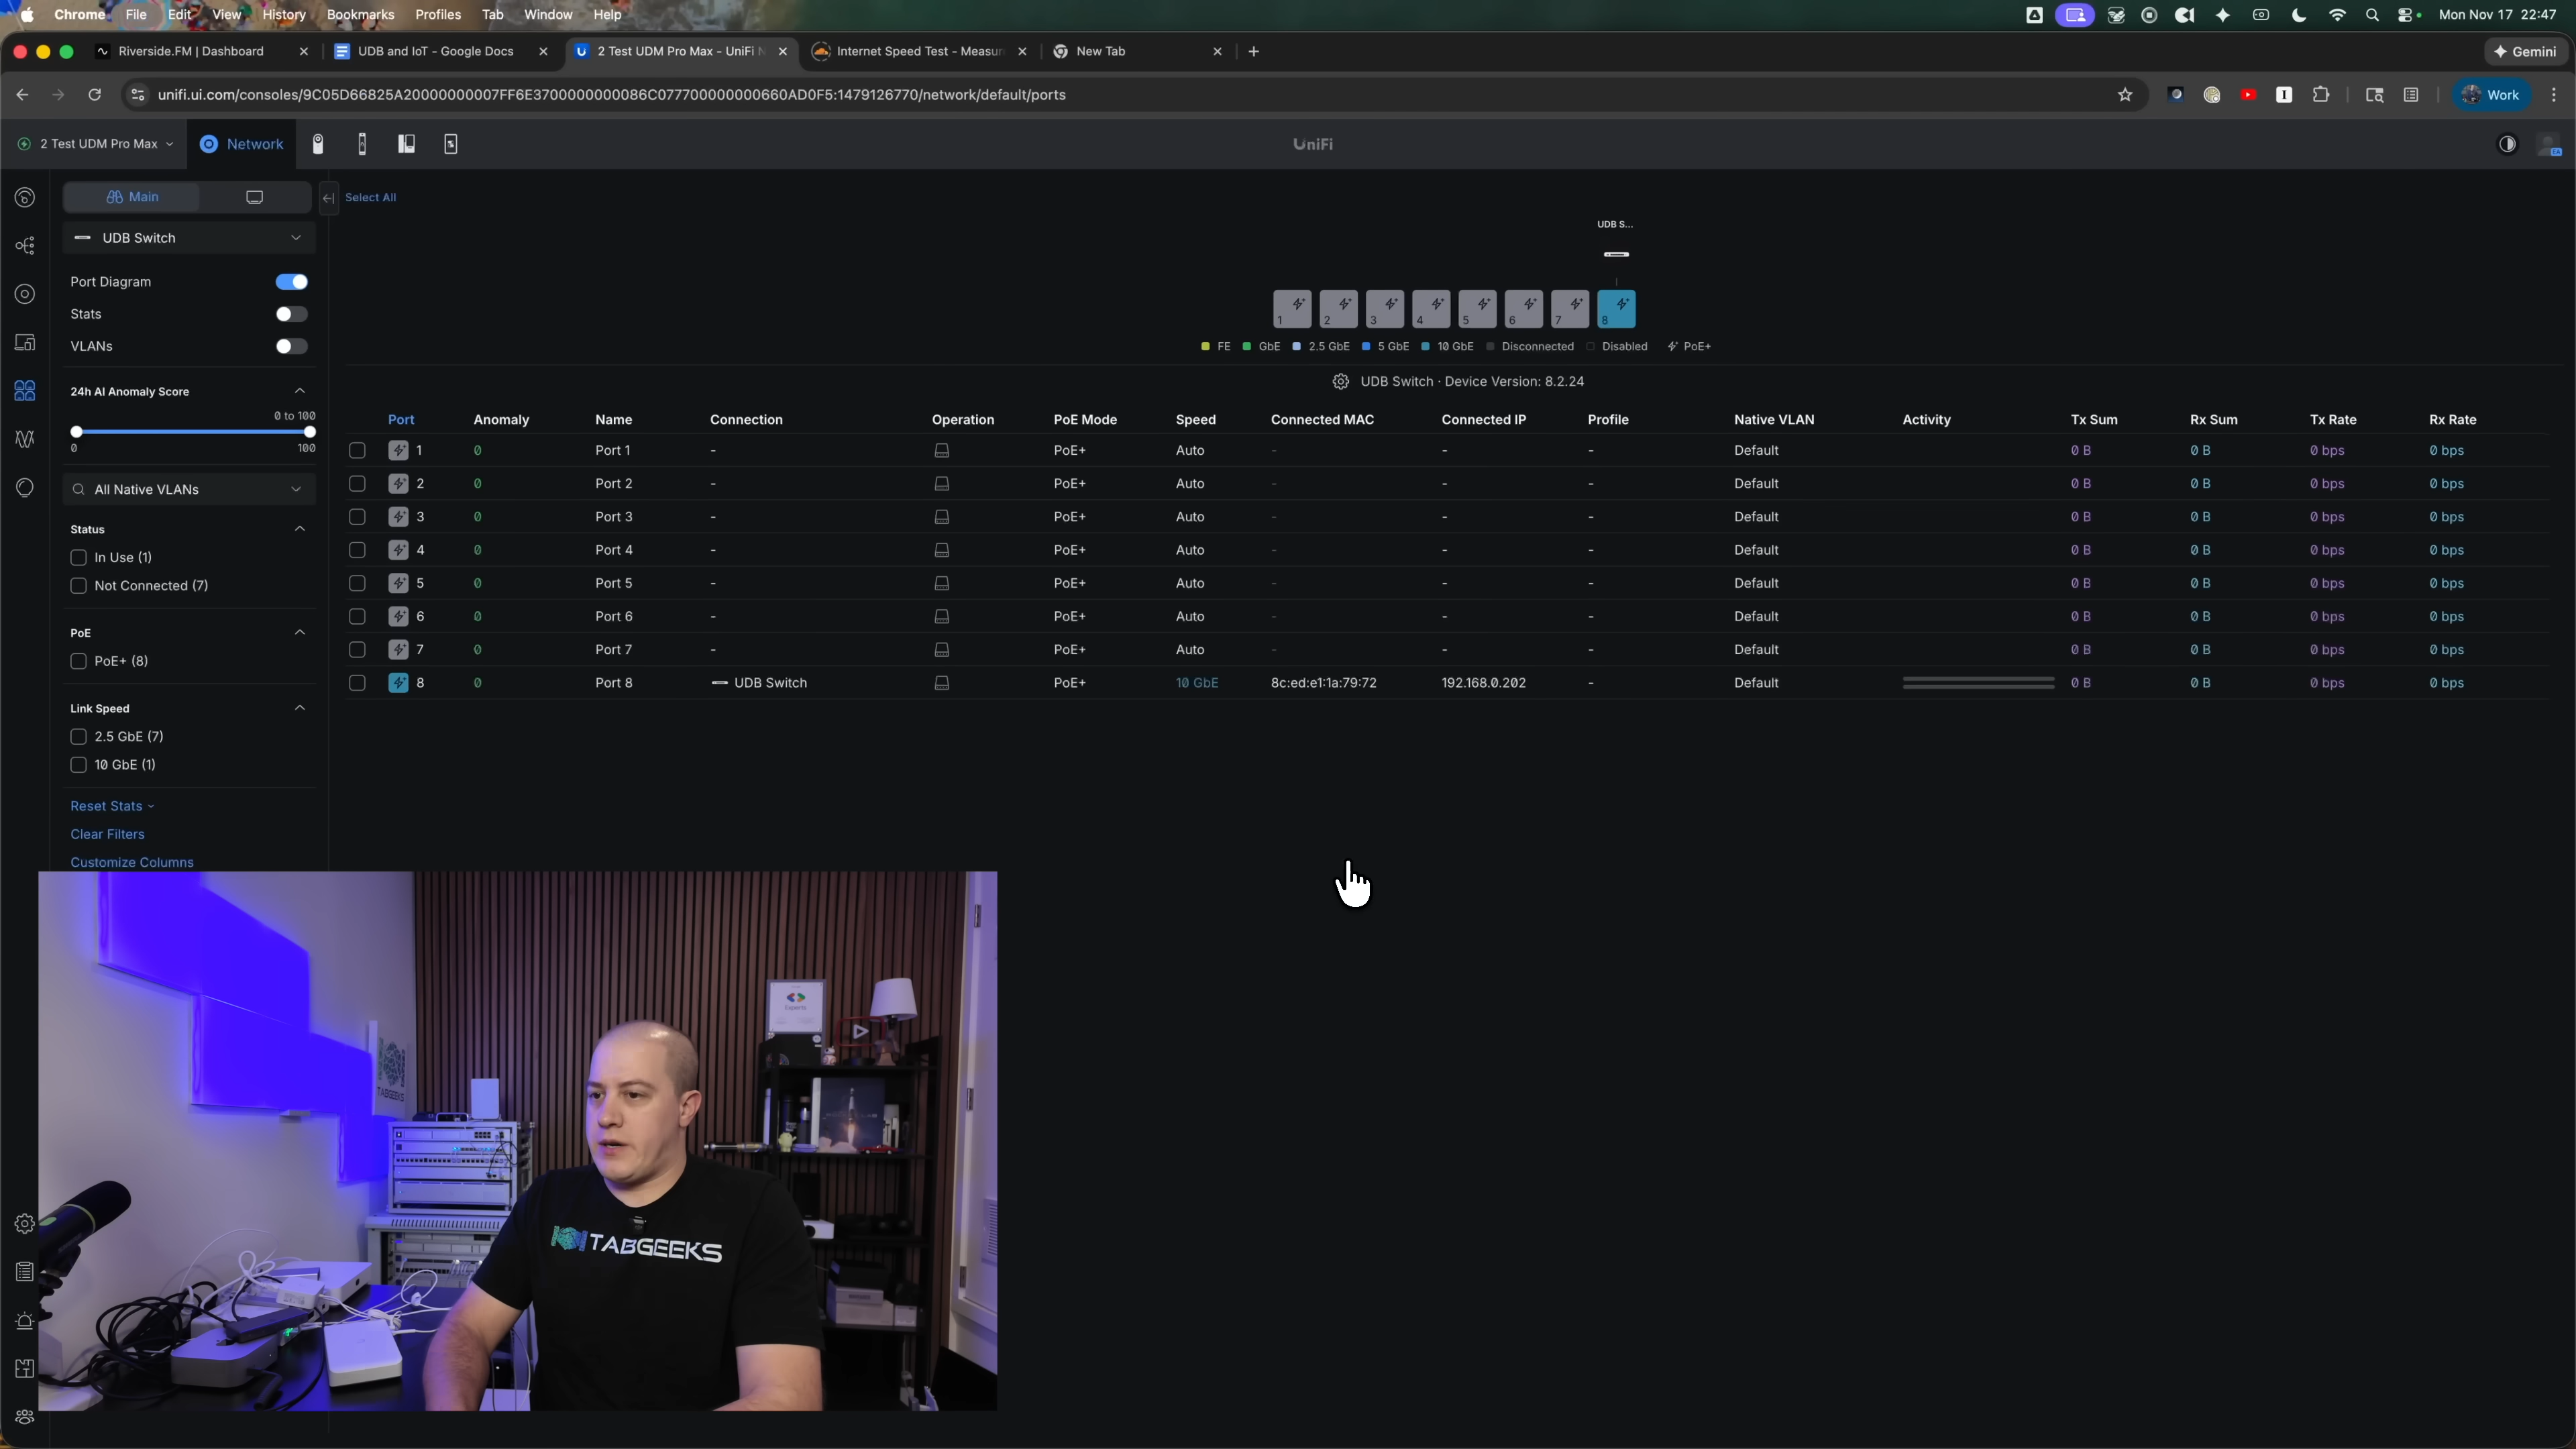 Chrome File Edit View History Bookmarks Profiles Tab Window Help
Mon Nov 17 22:47
Riverside.FM | Dashboard
UDB and IoT - Google Docs
2 Test UDM Pro Max - UniFi N
Internet Speed Test - Measur
New Tab
Gemini
unifi.ui.com/consoles/9C05D66825A20000000007FF6E3700000000086C077700000000660AD0F5:1479126770/network/default/ports
Work
2 Test UDM Pro Max
Network
UniFi
Main
Select All
UDB Switch
UDB S...
Port Diagram
Stats
VLANs
1 2 3 4 5 6 7 8
FE GbE 2.5 GbE 5 GbE 10 GbE Disconnected Disabled PoE+
UDB Switch · Device Version: 8.2.24
24h AI Anomaly Score
0 to 100
0 100
All Native VLANs
Status
In Use (1)
Not Connected (7)
PoE
PoE+ (8)
Link Speed
2.5 GbE (7)
10 GbE (1)
Reset Stats
Clear Filters
Customize Columns
Port Anomaly Name Connection Operation PoE Mode Speed Connected MAC Connected IP Profile Native VLAN Activity Tx Sum Rx Sum Tx Rate Rx Rate
1 0 Port 1 - PoE+ Auto - - - Default 0 B 0 B 0 bps 0 bps
2 0 Port 2 - PoE+ Auto - - - Default 0 B 0 B 0 bps 0 bps
3 0 Port 3 - PoE+ Auto - - - Default 0 B 0 B 0 bps 0 bps
4 0 Port 4 - PoE+ Auto - - - Default 0 B 0 B 0 bps 0 bps
5 0 Port 5 - PoE+ Auto - - - Default 0 B 0 B 0 bps 0 bps
6 0 Port 6 - PoE+ Auto - - - Default 0 B 0 B 0 bps 0 bps
7 0 Port 7 - PoE+ Auto - - - Default 0 B 0 B 0 bps 0 bps
8 0 Port 8 UDB Switch PoE+ 10 GbE 8c:ed:e1:1a:79:72 192.168.0.202 - Default 0 B 0 B 0 bps 0 bps
Experts
TABGEEKS
TABGEEKS